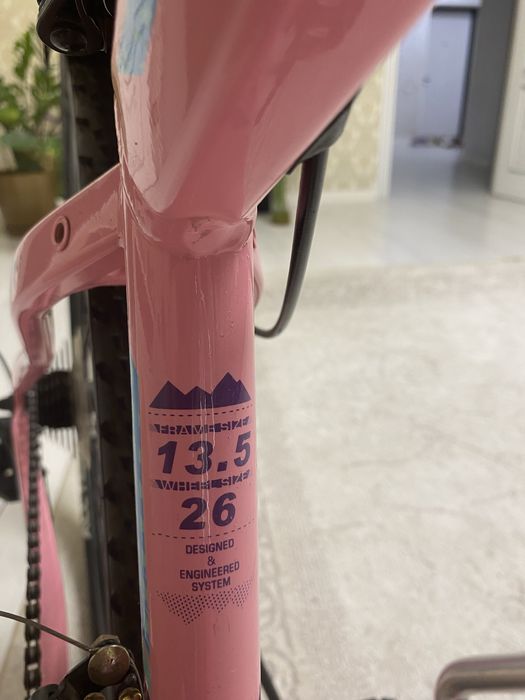 FRAME SIZE
13.5
WHEEL SIZE
26
DESIGNED
&
ENGINEERED
SYSTEM